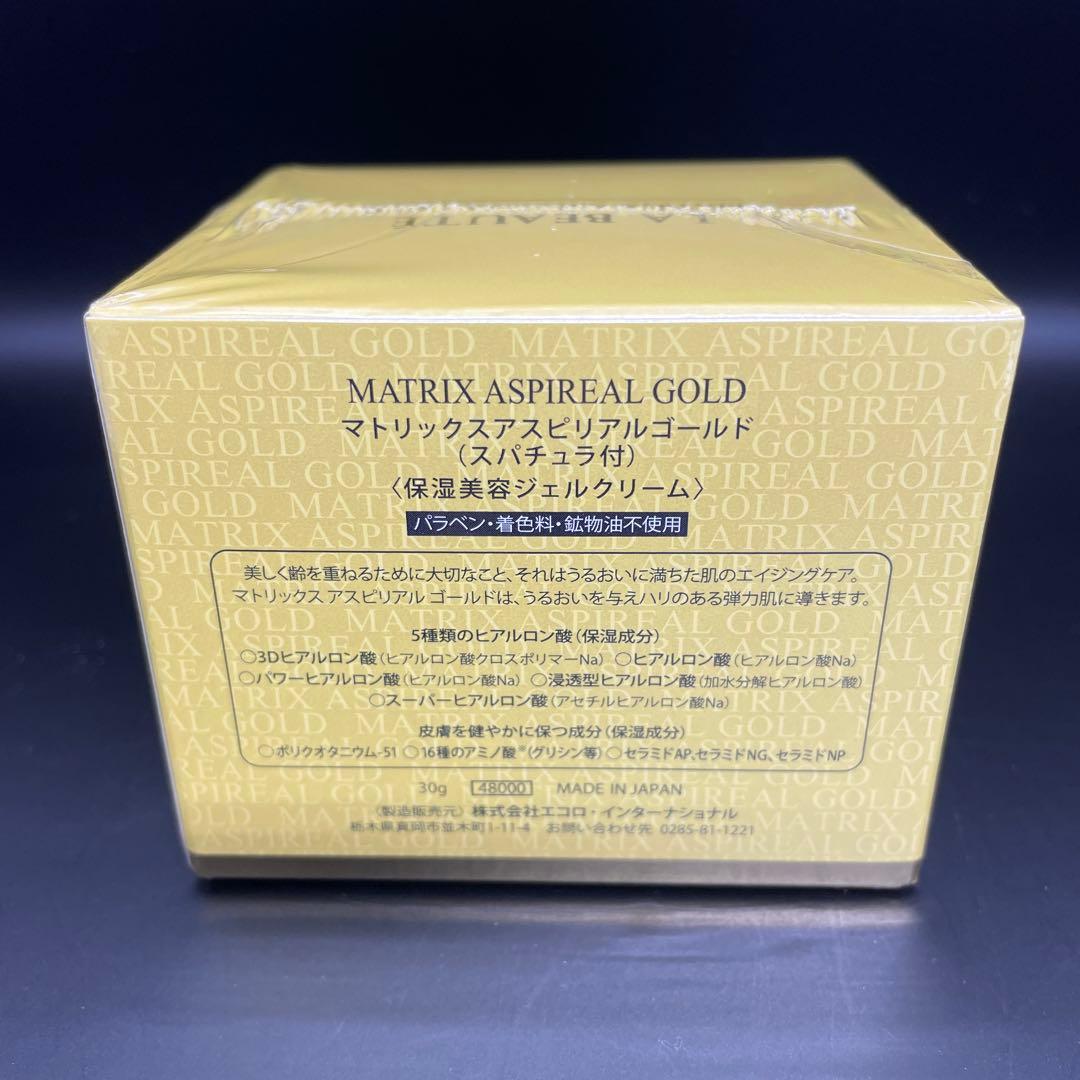 LA BEAUTÉ
MATRIX ASPIREAL GOLD
マトリックスアスピリアルゴールド
（スパチュラ付）
〈保湿美容ジェルクリーム〉
パラベン・着色料・鉱物油不使用
美しく齢を重ねるために大切なこと、それはうるおいに満ちた肌のエイジングケア。
マトリックス アスピリアル ゴールドは、うるおいを与えハリのある弾力肌に導きます。
5種類のヒアルロン酸（保湿成分）
○3Dヒアルロン酸（ヒアルロン酸クロスポリマーNa） ○ヒアルロン酸（ヒアルロン酸Na）
○パワーヒアルロン酸（ヒアルロン酸Na） ○浸透型ヒアルロン酸（加水分解ヒアルロン酸）
○スーパーヒアルロン酸（アセチルヒアルロン酸Na）
皮膚を健やかに保つ成分（保湿成分）
○ポリクオタニウム-51 ○16種のアミノ酸※（グリシン等） ○セラミドAP、セラミドNG、セラミドNP
30g 48000 MADE IN JAPAN
〈製造販売元〉株式会社エコロ・インターナショナル
栃木県真岡市並木町1-11-4 お問い合わせ先 0285-81-1221